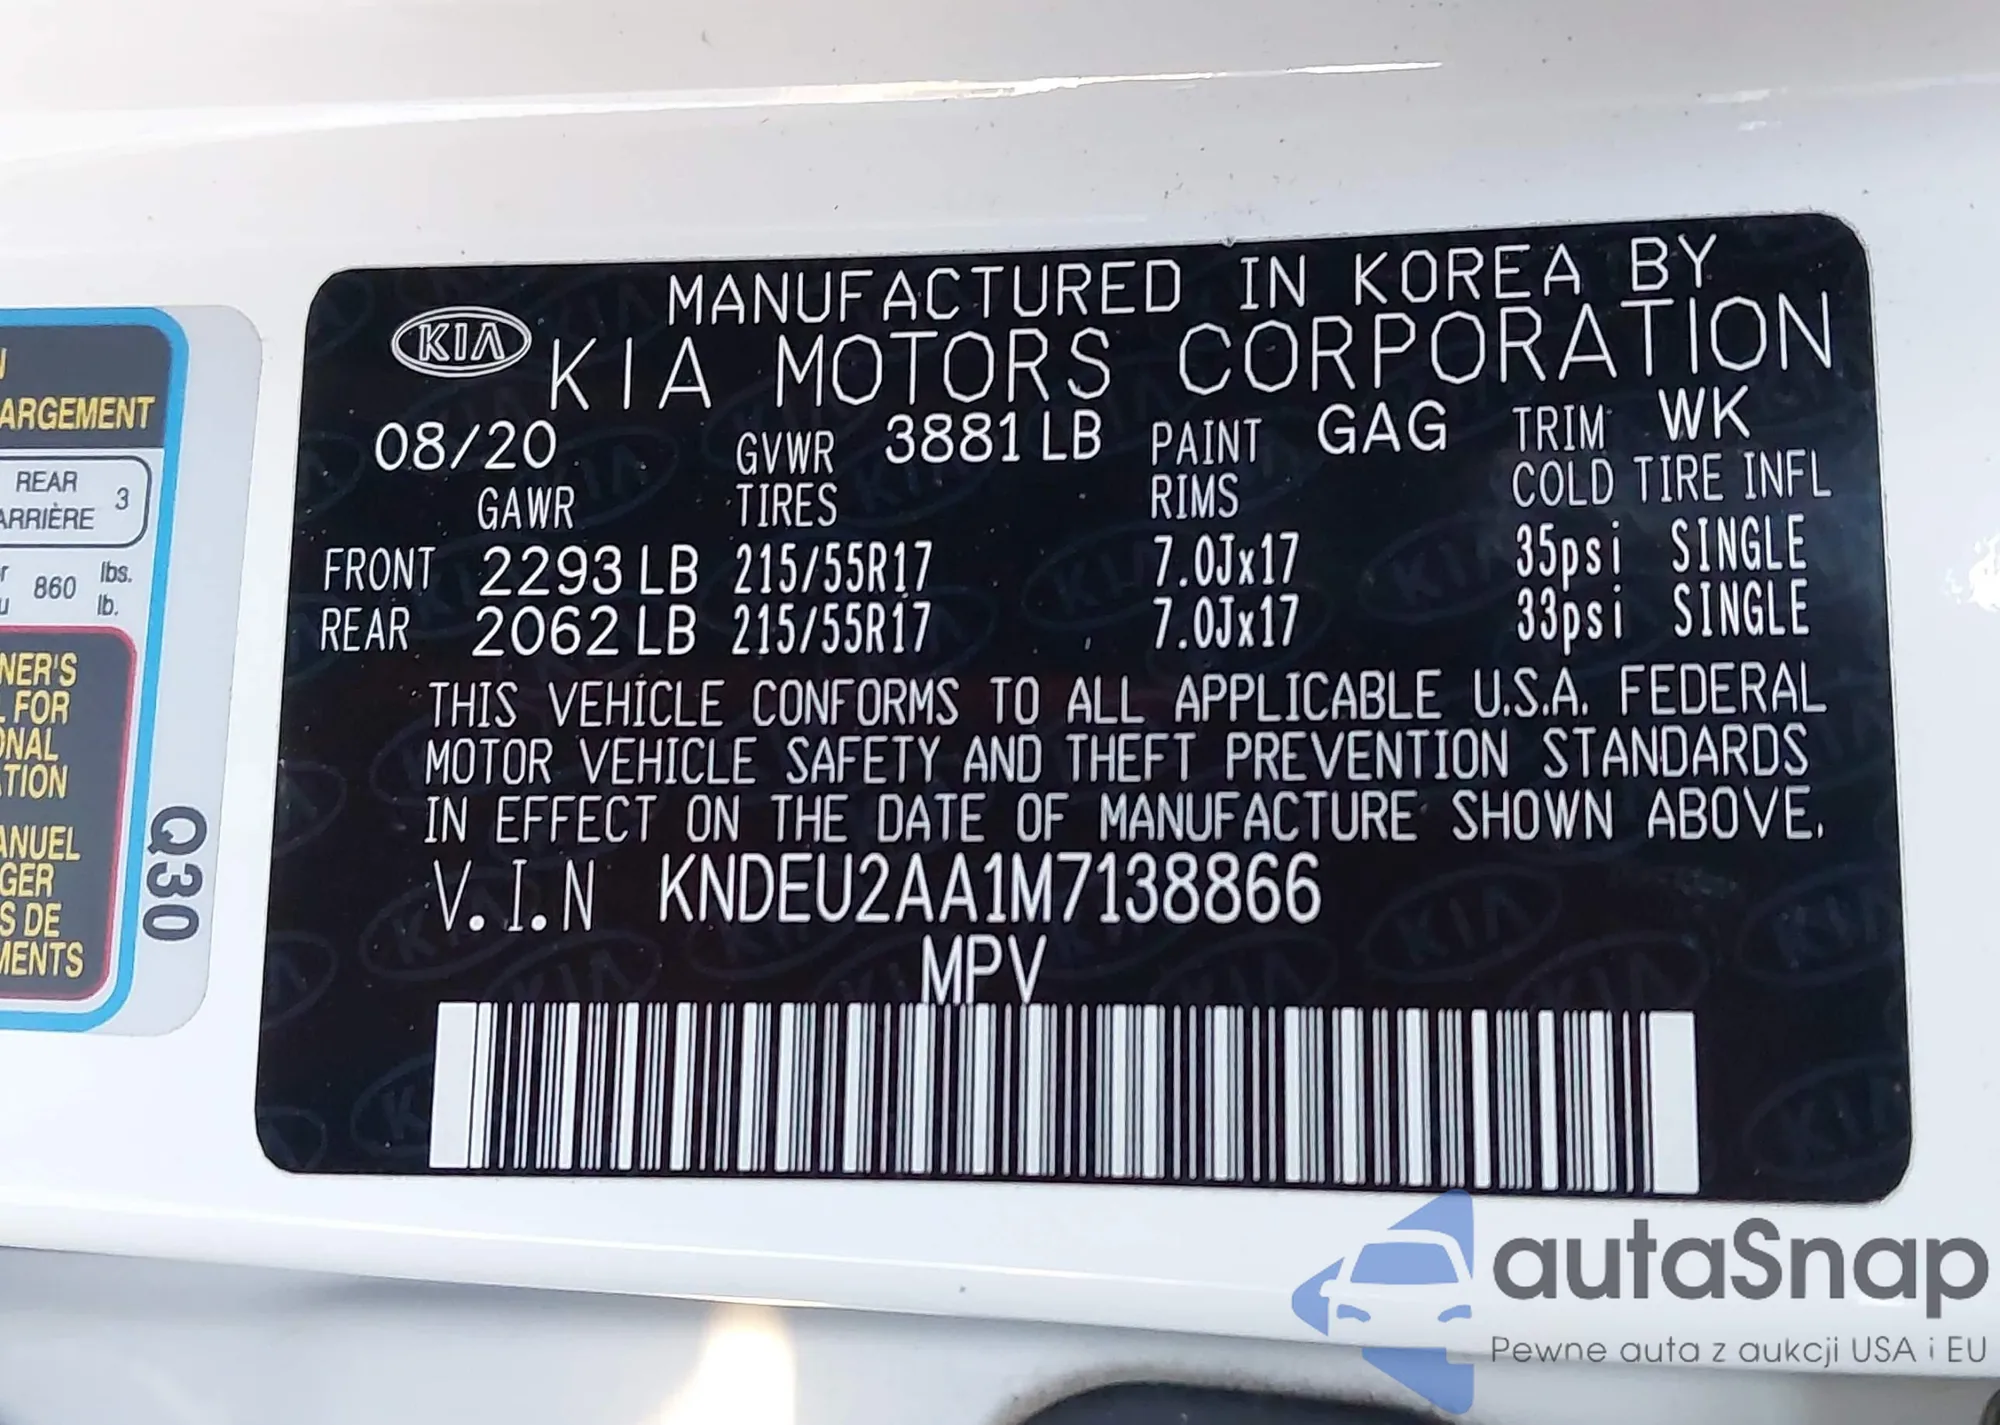 MANUFACTURED IN KOREA BY
KIA KIA MOTORS CORPORATION
08/20 GVWR 3881 LB PAINT GAG TRIM WK
GAWR TIRES RIMS COLD TIRE INFL
FRONT 2293 LB 215/55R17 7.0Jx17 35psi SINGLE
REAR 2062 LB 215/55R17 7.0Jx17 33psi SINGLE
THIS VEHICLE CONFORMS TO ALL APPLICABLE U.S.A. FEDERAL
MOTOR VEHICLE SAFETY AND THEFT PREVENTION STANDARDS
IN EFFECT ON THE DATE OF MANUFACTURE SHOWN ABOVE.
V.I.N KNDEU2AA1M7138866
MPV
REAR 3
ARRIÈRE
860 lbs.
lb.
FOR
DE
Q30
autaSnap
Pewne auta z aukcji USA i EU